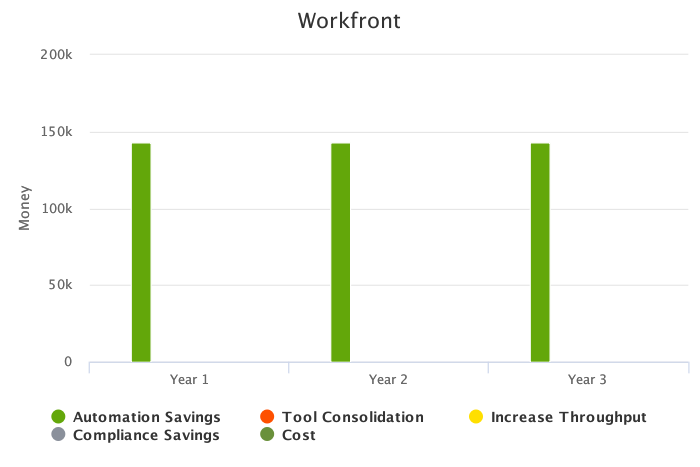 Workfront
200k
150k
100k
50k
0
Money
Year 1 Year 2 Year 3
Automation Savings Tool Consolidation Increase Throughput
Compliance Savings Cost